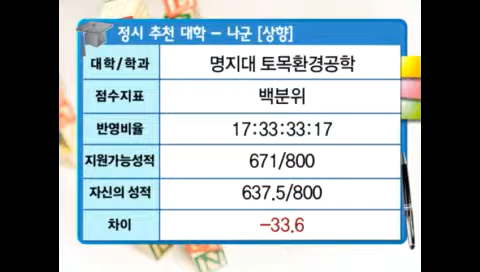 정시 추천 대학 - 나군 [상향]
대학/학과 명지대 토목환경공학
점수지표 백분위
반영비율 17:33:33:17
지원가능성적 671/800
자신의 성적 637.5/800
차이 -33.6